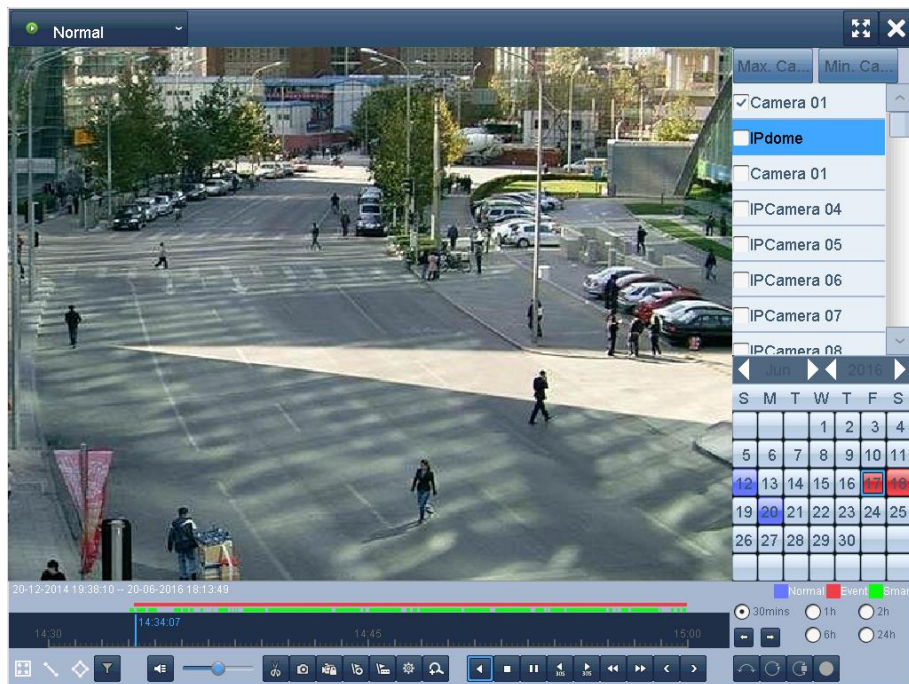 Normal
Max. Ca...
Min. Ca...
Camera 01
IPdome
Camera 01
IPCamera 04
IPCamera 05
IPCamera 06
IPCamera 07
IPCamera 08
Jun 2016
S M T W T F S
1 2 3 4
5 6 7 8 9 10 11
12 13 14 15 16 17 18
19 20 21 22 23 24 25
26 27 28 29 30
20-12-2014 19:38:10 -- 20-06-2016 18:13:49
Normal Event Smar
14:34:07
14:30 14:45 15:00
30mins 1h 2h
6h 24h
30S 30S